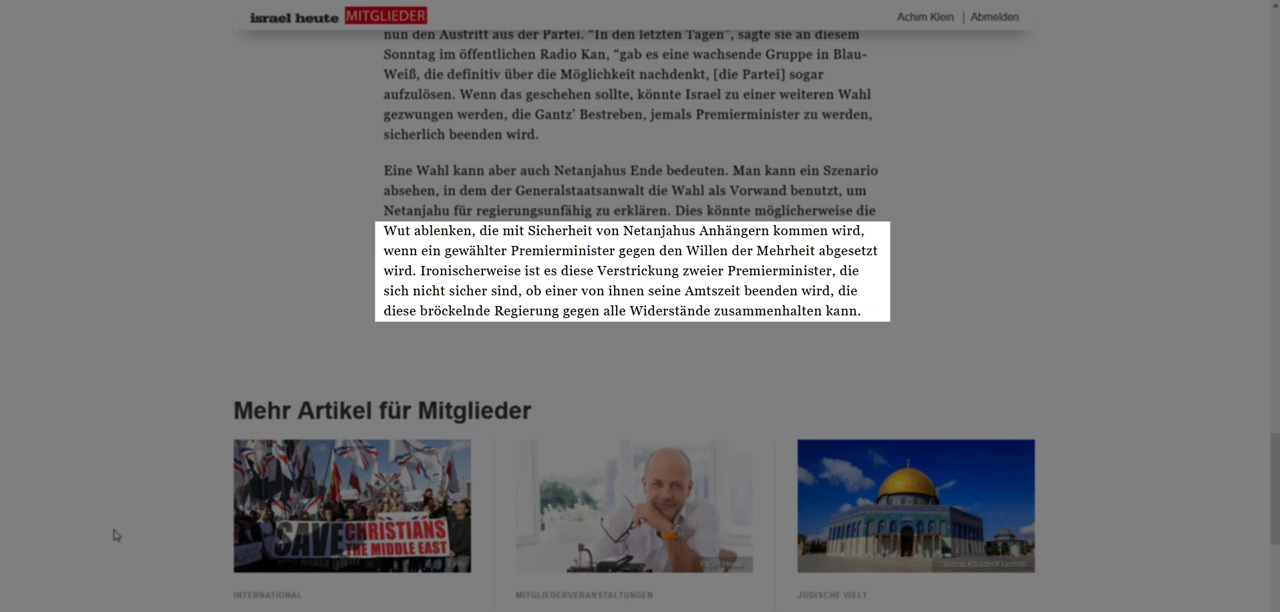 israel heute MITGLIEDER
Achim Klein | Abmelden
nun den Austritt aus der Partei. “In den letzten Tagen”, sagte sie an diesem
Sonntag im öffentlichen Radio Kan, “gab es eine wachsende Gruppe in Blau-
Weiß, die definitiv über die Möglichkeit nachdenkt, [die Partei] sogar
aufzulösen. Wenn das geschehen sollte, könnte Israel zu einer weiteren Wahl
gezwungen werden, die Gantz’ Bestreben, jemals Premierminister zu werden,
sicherlich beenden wird.
Eine Wahl kann aber auch Netanjahus Ende bedeuten. Man kann ein Szenario
absehen, in dem der Generalstaatsanwalt die Wahl als Vorwand benutzt, um
Netanjahu für regierungsunfähig zu erklären. Dies könnte möglicherweise die
Wut ablenken, die mit Sicherheit von Netanjahus Anhängern kommen wird,
wenn ein gewählter Premierminister gegen den Willen der Mehrheit abgesetzt
wird. Ironischerweise ist es diese Verstrickung zweier Premierminister, die
sich nicht sicher sind, ob einer von ihnen seine Amtszeit beenden wird, die
diese bröckelnde Regierung gegen alle Widerstände zusammenhalten kann.
Mehr Artikel für Mitglieder
SAVE CHRISTIANS
THE MIDDLE EAST
INTERNATIONAL
MITGLIEDERVERANSTALTUNGEN
JÜDISCHE WELT